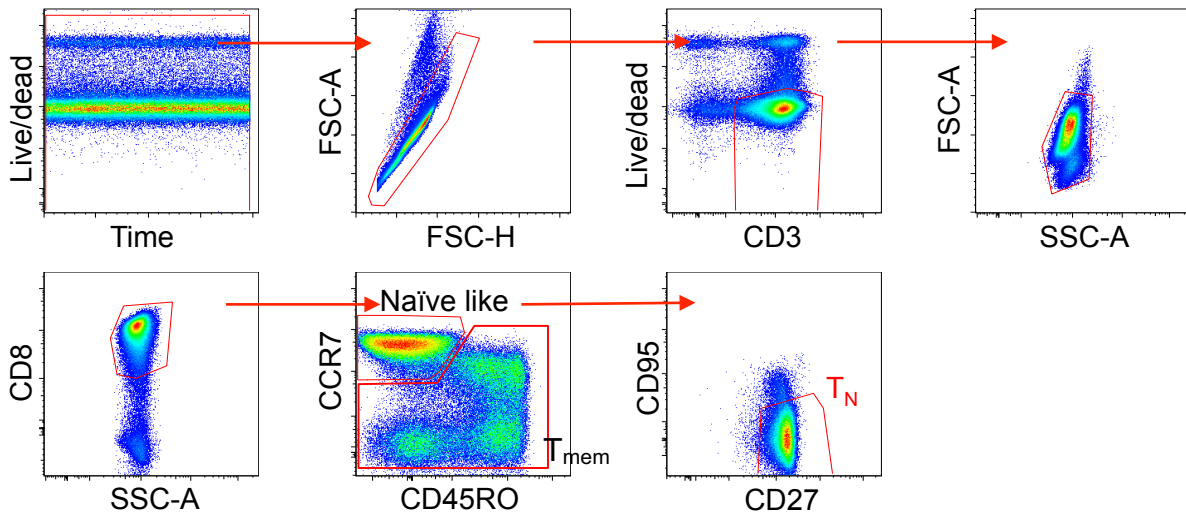 Live/dead
Time
FSC-A
FSC-H
Live/dead
CD3
FSC-A
SSC-A
CD8
SSC-A
Naïve like
CCR7
Tmem
CD45RO
CD95
TN
CD27